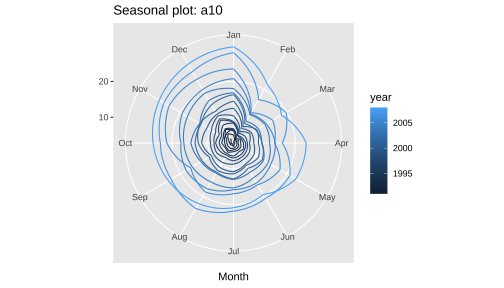 Seasonal plot: a10
Jan
Dec
Feb
20
Nov
Mar
10
Oct
Apr
Sep
May
Aug
Jun
Jul
Month
year
2005
2000
1995